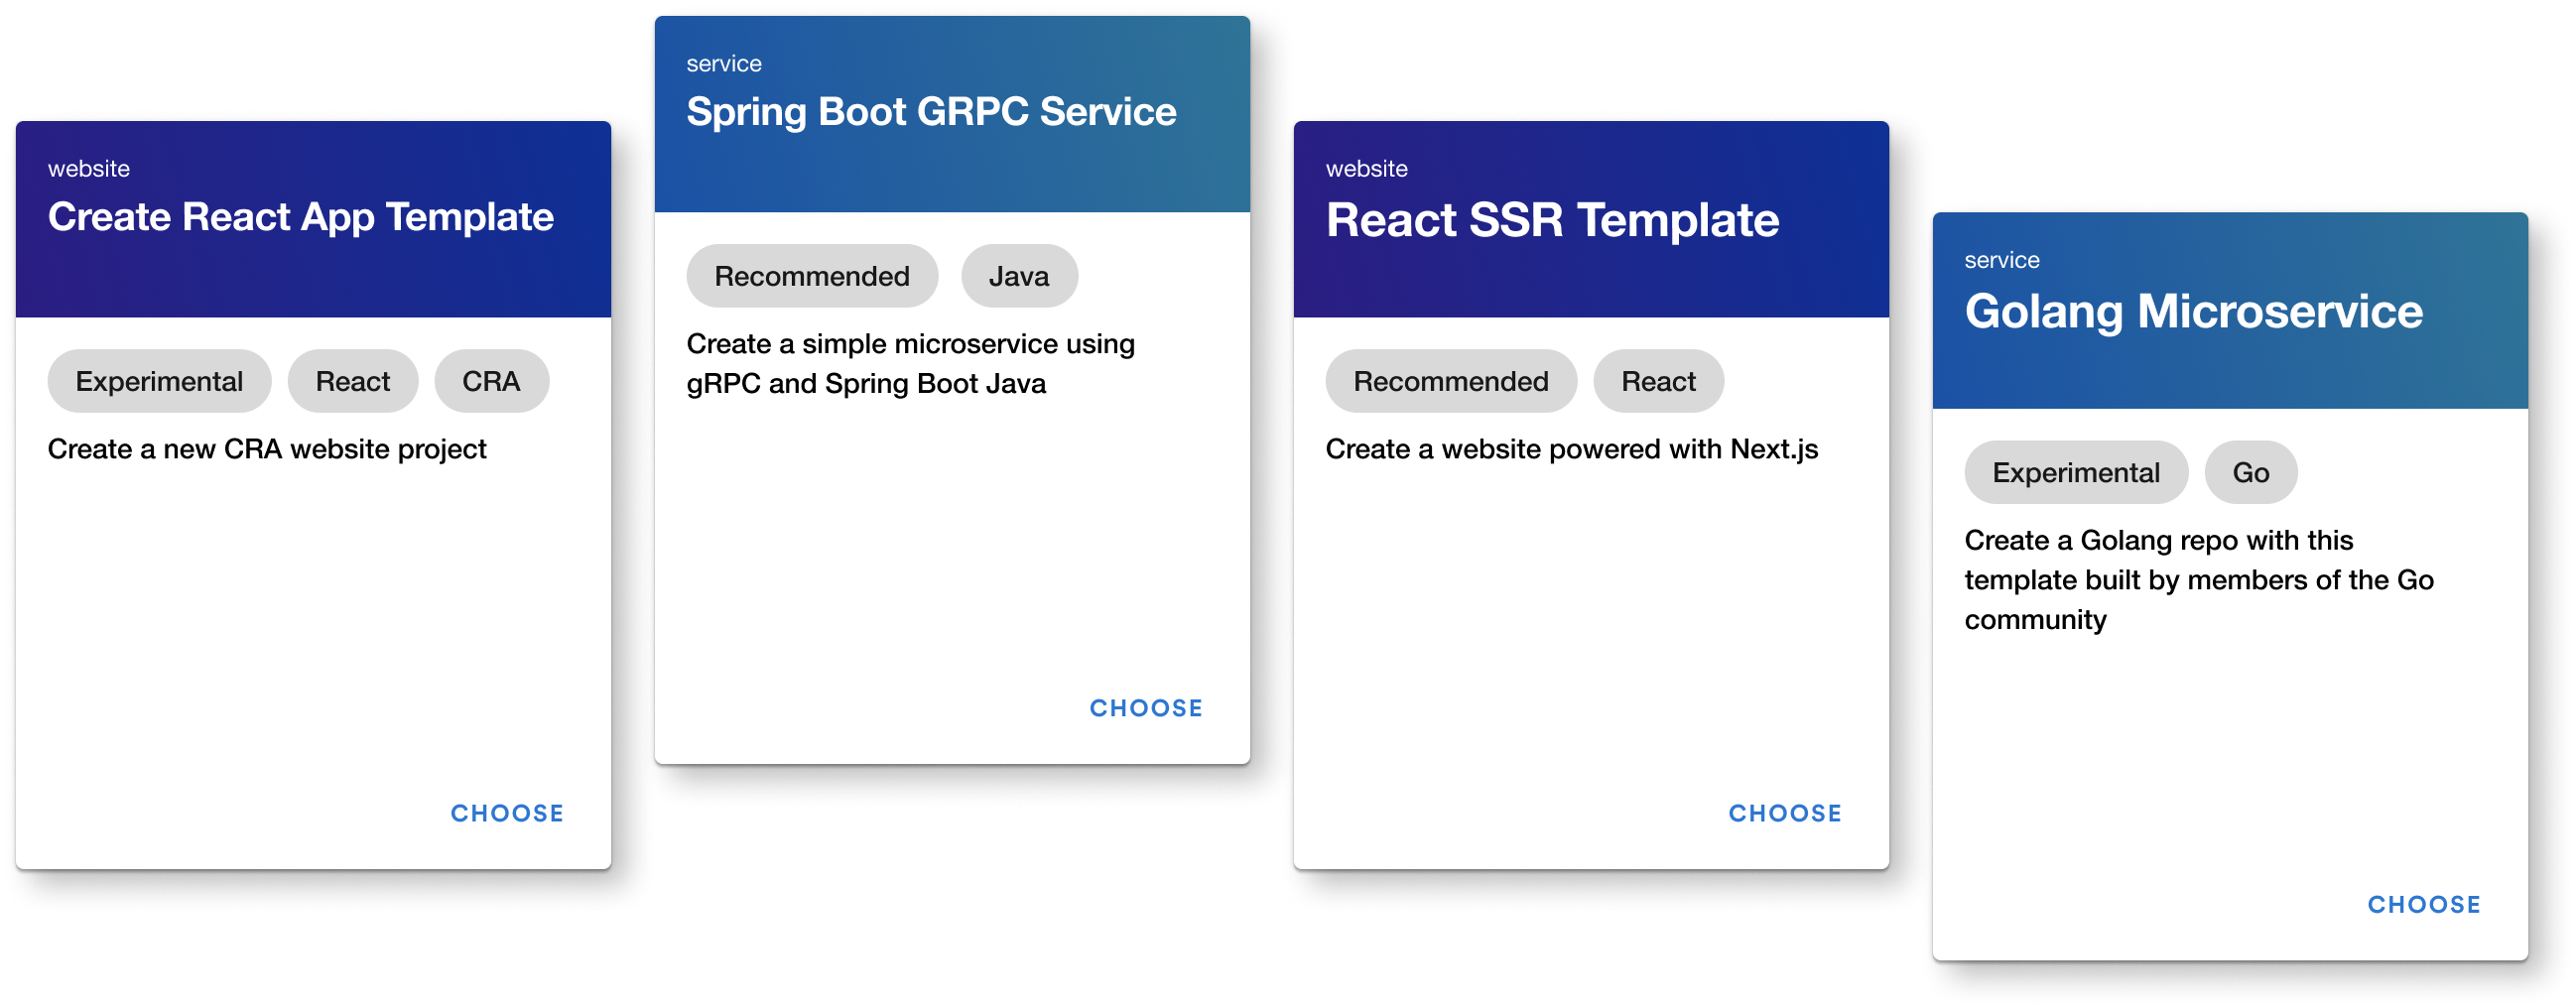 website
Create React App Template
Experimental React CRA
Create a new CRA website project
CHOOSE
service
Spring Boot GRPC Service
Recommended Java
Create a simple microservice using
gRPC and Spring Boot Java
CHOOSE
website
React SSR Template
Recommended React
Create a website powered with Next.js
CHOOSE
service
Golang Microservice
Experimental Go
Create a Golang repo with this
template built by members of the Go
community
CHOOSE